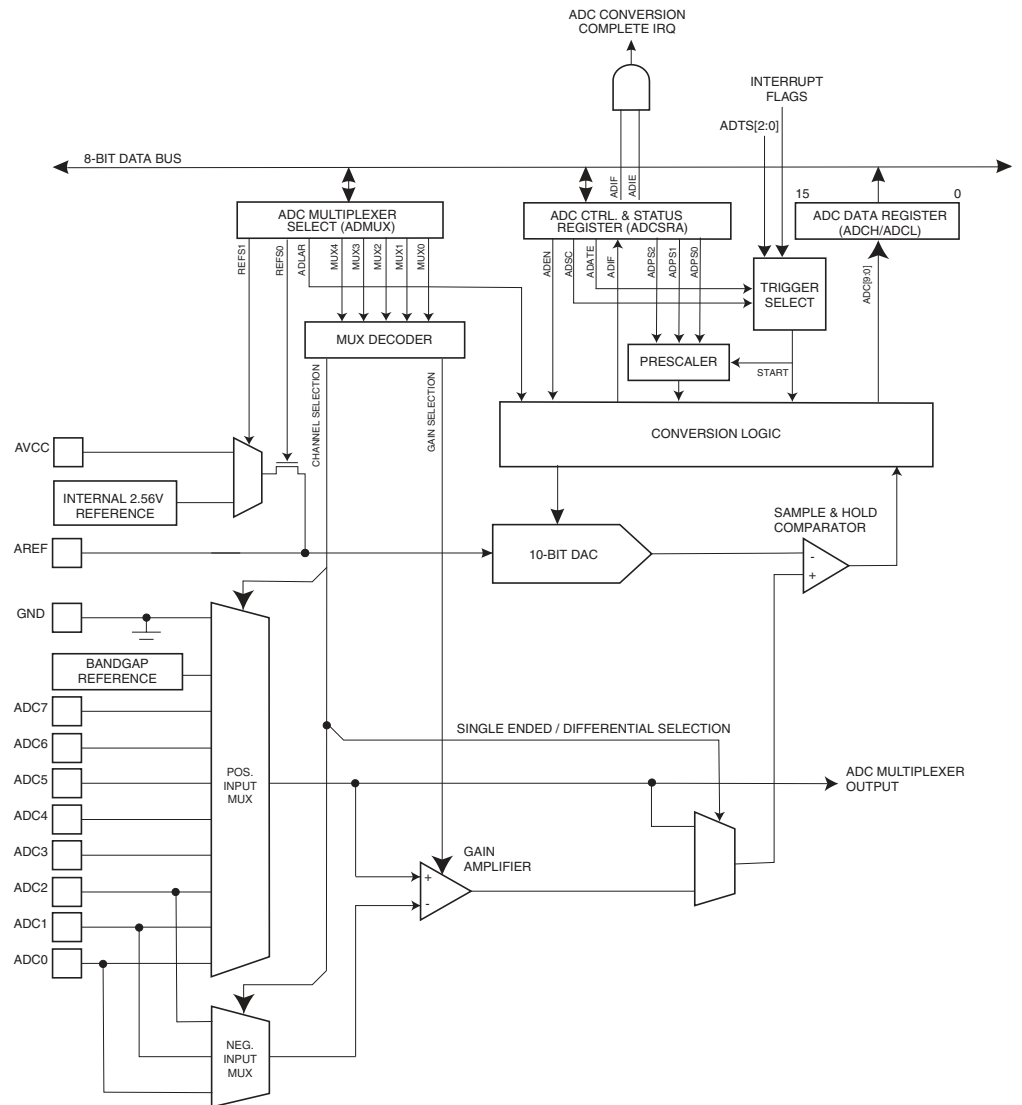 ADC CONVERSION
COMPLETE IRQ
INTERRUPT
FLAGS
ADTS[2:0]
8-BIT DATA BUS
ADIF
ADIE
15
0
ADC MULTIPLEXER
SELECT (ADMUX)
ADC CTRL. & STATUS
REGISTER (ADCSRA)
ADC DATA REGISTER
(ADCH/ADCL)
REFS1
REFS0
ADLAR
MUX4
MUX3
MUX2
MUX1
MUX0
ADEN
ADSC
ADATE
ADIF
ADPS2
ADPS1
ADPS0
ADC[9:0]
TRIGGER
SELECT
MUX DECODER
PRESCALER
START
CHANNEL SELECTION
GAIN SELECTION
CONVERSION LOGIC
AVCC
INTERNAL 2.56V
REFERENCE
SAMPLE & HOLD
COMPARATOR
AREF
10-BIT DAC
-
+
GND
BANDGAP
REFERENCE
ADC7
SINGLE ENDED / DIFFERENTIAL SELECTION
ADC6
ADC5
POS.
INPUT
MUX
ADC MULTIPLEXER
OUTPUT
ADC4
ADC3
GAIN
AMPLIFIER
+
-
ADC2
ADC1
ADC0
NEG.
INPUT
MUX